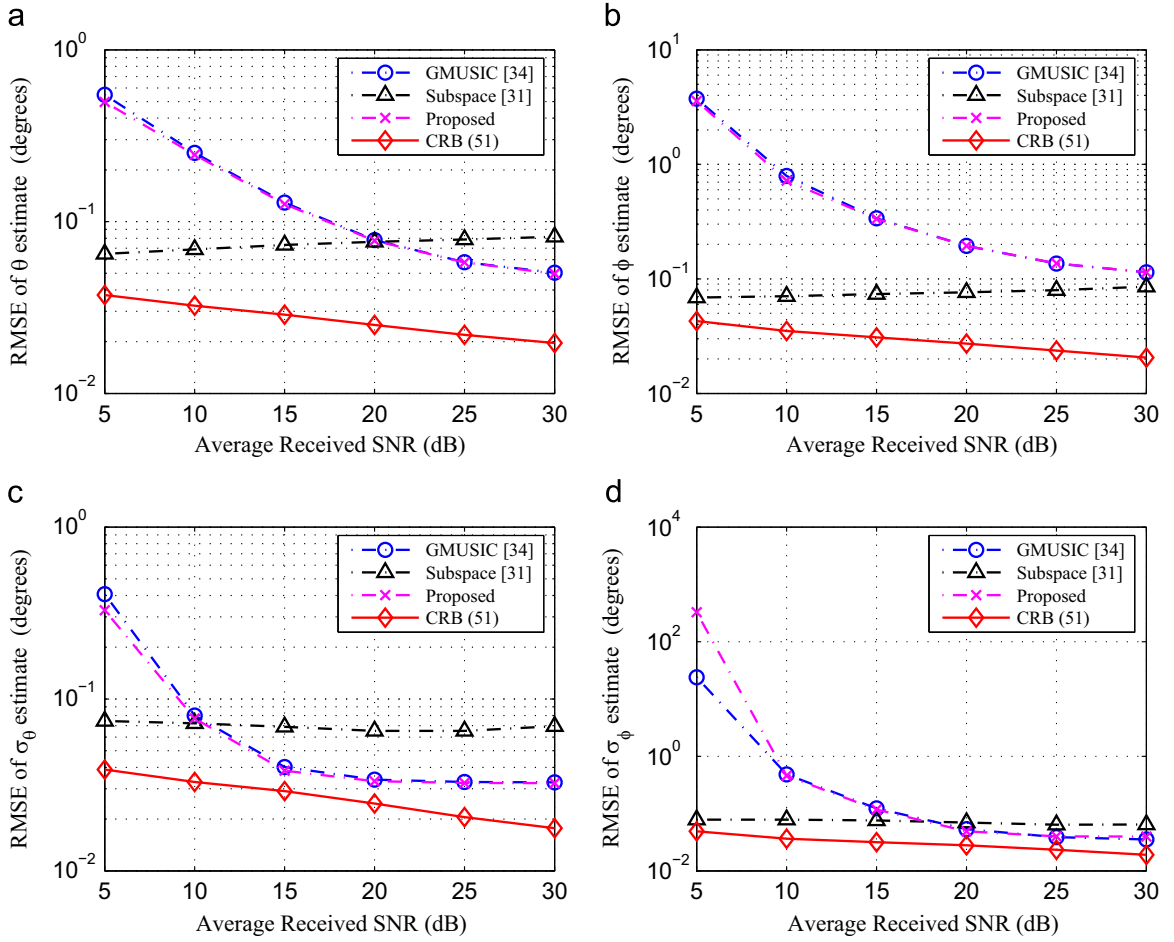 a
10^0
10^-1
10^-2
RMSE of θ estimate (degrees)
GMUSIC [34]
Subspace [31]
Proposed
CRB (51)
5 10 15 20 25 30
Average Received SNR (dB)
b
10^1
10^0
10^-1
10^-2
RMSE of ϕ estimate (degrees)
GMUSIC [34]
Subspace [31]
Proposed
CRB (51)
5 10 15 20 25 30
Average Received SNR (dB)
c
10^0
10^-1
10^-2
RMSE of σ_θ estimate (degrees)
GMUSIC [34]
Subspace [31]
Proposed
CRB (51)
5 10 15 20 25 30
Average Received SNR (dB)
d
10^4
10^2
10^0
10^-2
RMSE of σ_ϕ estimate (degrees)
GMUSIC [34]
Subspace [31]
Proposed
CRB (51)
5 10 15 20 25 30
Average Received SNR (dB)